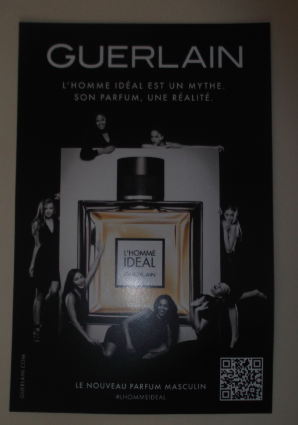 GUERLAIN
L'HOMME IDÉAL EST UN MYTHE.
SON PARFUM, UNE RÉALITÉ.
L'HOMME
IDEAL
GUERLAIN
LE NOUVEAU PARFUM MASCULIN
#LHOMMEIDEAL
GUERLAIN.COM